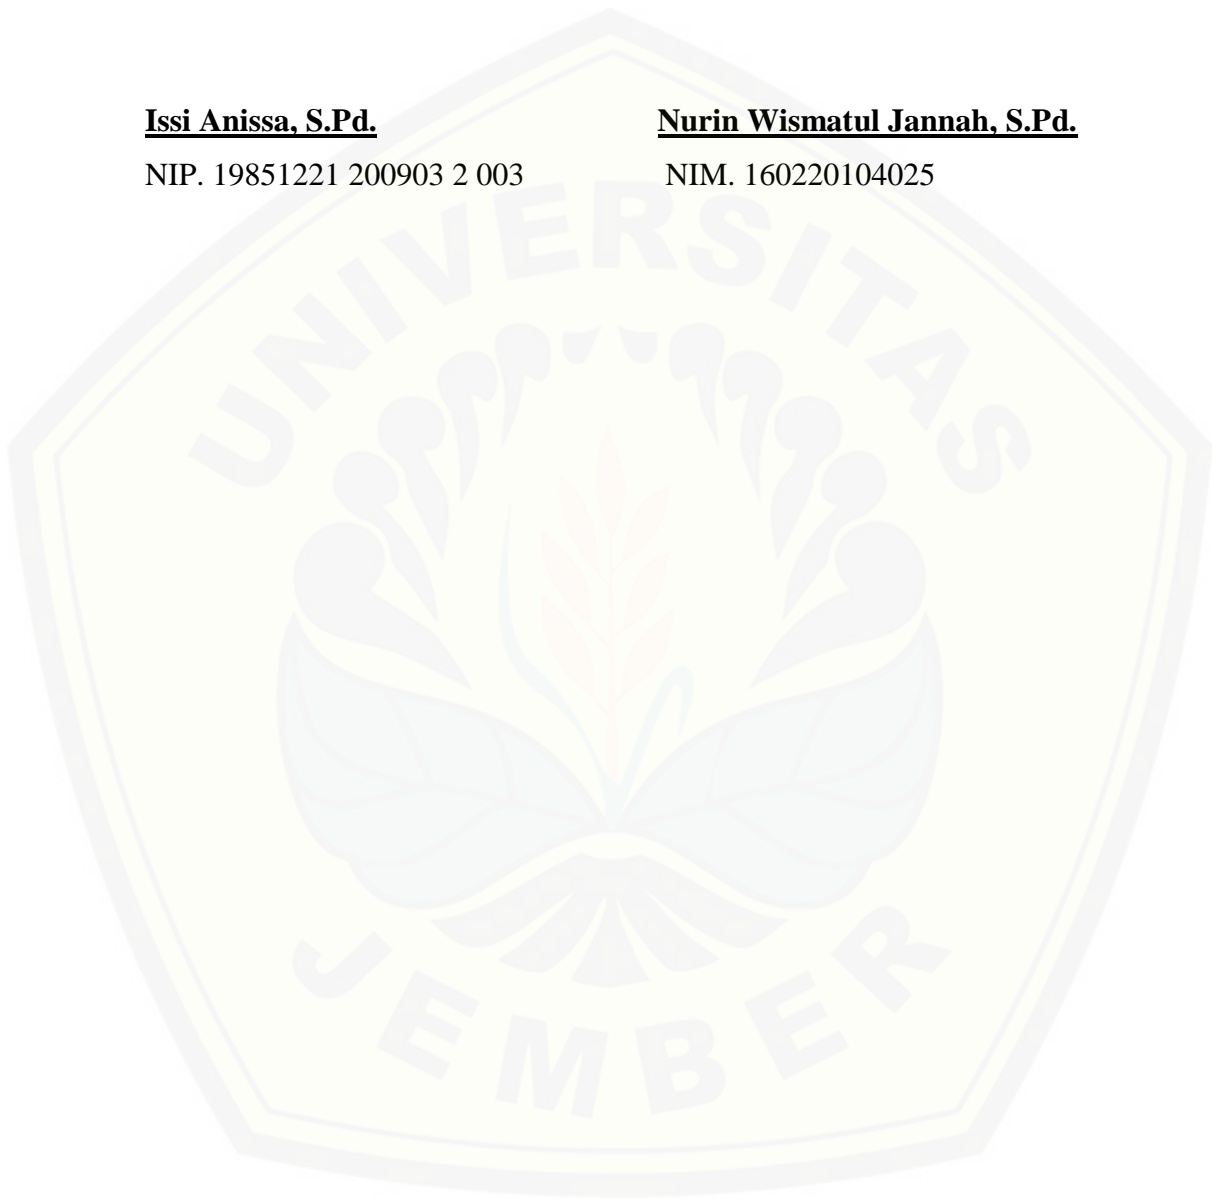 Issi Anissa, S.Pd. Nurin Wismatul Jannah, S.Pd.
NIP. 19851221 200903 2 003 NIM. 160220104025
UNIVERSITAS
JEMBER